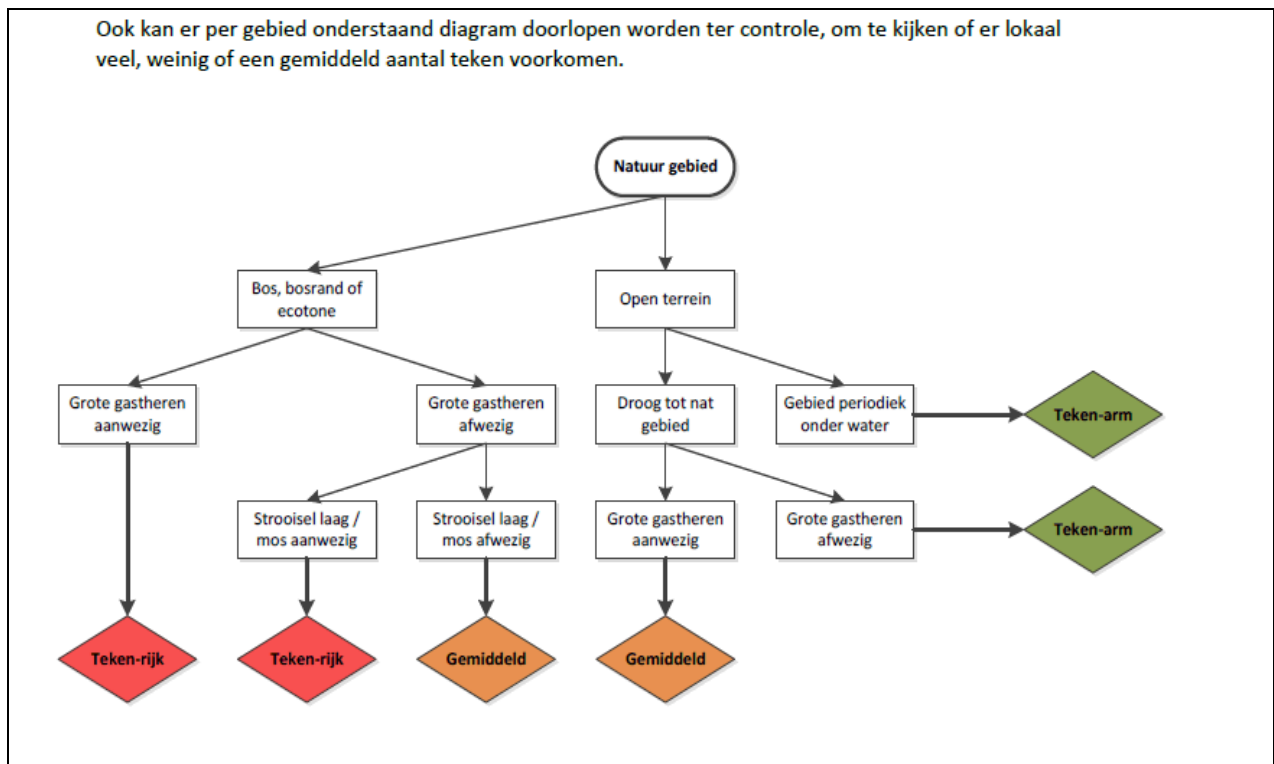 Ook kan er per gebied onderstaand diagram doorlopen worden ter controle, om te kijken of er lokaal
veel, weinig of een gemiddeld aantal teken voorkomen.
Natuur gebied
Bos, bosrand of
ecotone
Open terrein
Grote gastheren
aanwezig
Grote gastheren
afwezig
Droog tot nat
gebied
Gebied periodiek
onder water
Teken-arm
Strooisel laag /
mos aanwezig
Strooisel laag /
mos afwezig
Grote gastheren
aanwezig
Grote gastheren
afwezig
Teken-arm
Teken-rijk
Teken-rijk
Gemiddeld
Gemiddeld